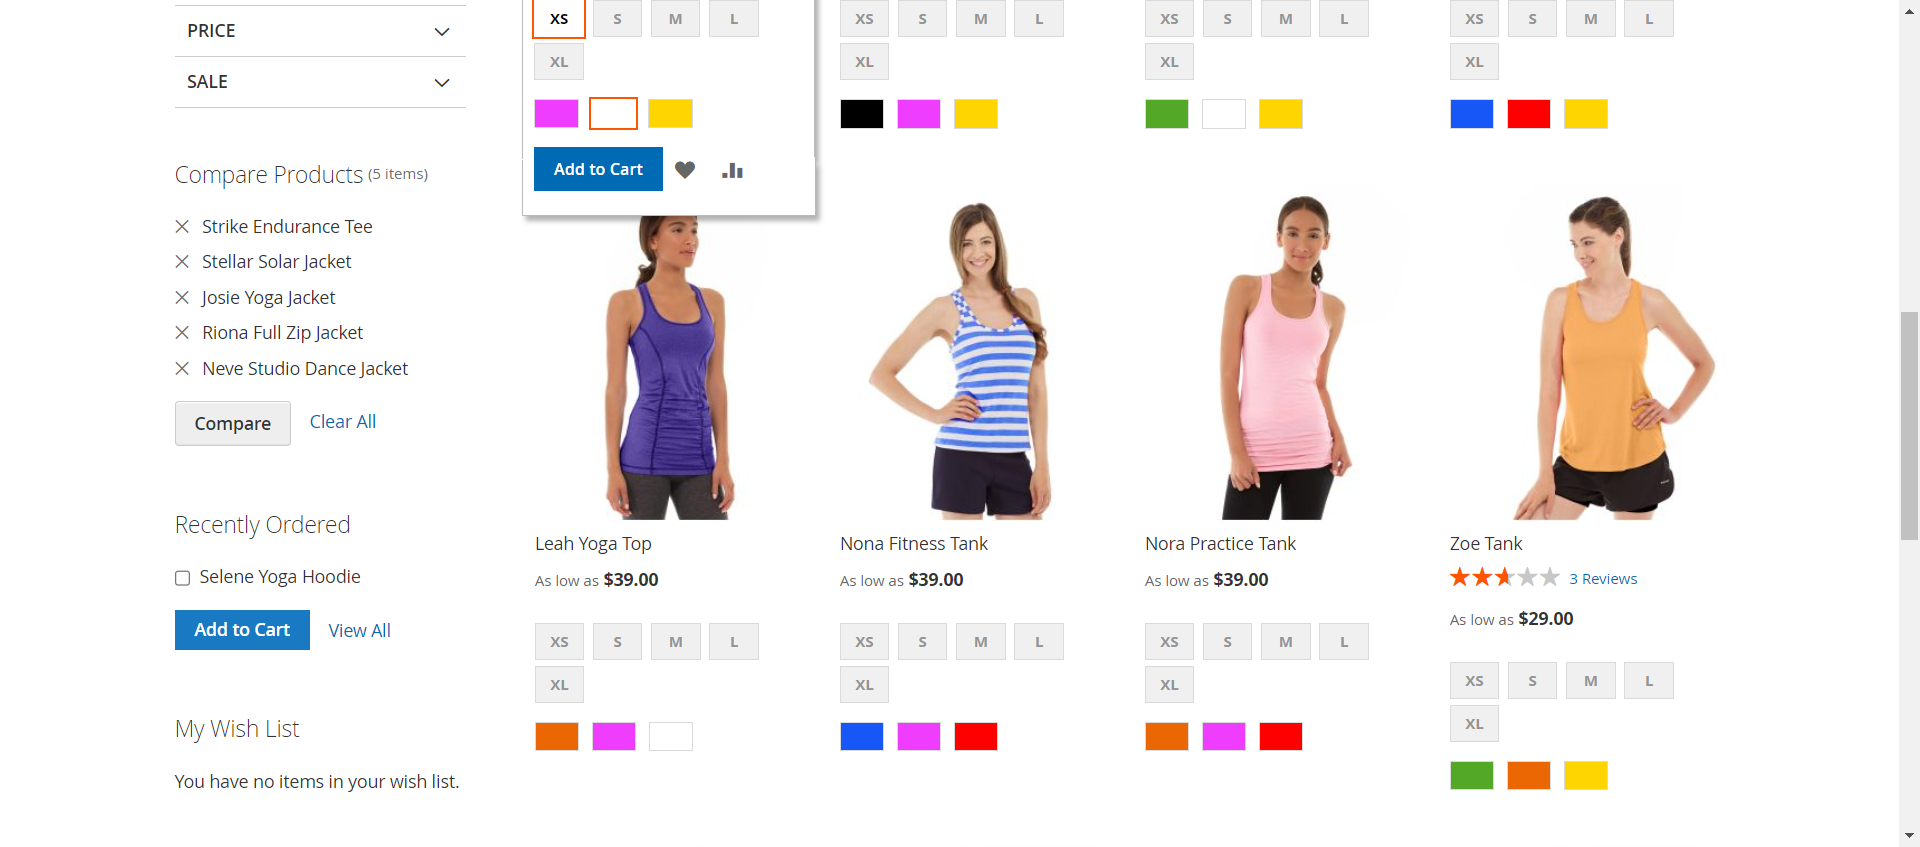 PRICE
SALE
Compare Products (5 items)
Strike Endurance Tee
Stellar Solar Jacket
Josie Yoga Jacket
Riona Full Zip Jacket
Neve Studio Dance Jacket
Compare Clear All
Recently Ordered
Selene Yoga Hoodie
Add to Cart View All
My Wish List
You have no items in your wish list.
XS S M L
XL
Add to Cart
XS S M L
XL
XS S M L
XL
XS S M L
XL
Leah Yoga Top
As low as $39.00
XS S M L
XL
Nona Fitness Tank
As low as $39.00
XS S M L
XL
Nora Practice Tank
As low as $39.00
XS S M L
XL
Zoe Tank
3 Reviews
As low as $29.00
XS S M L
XL